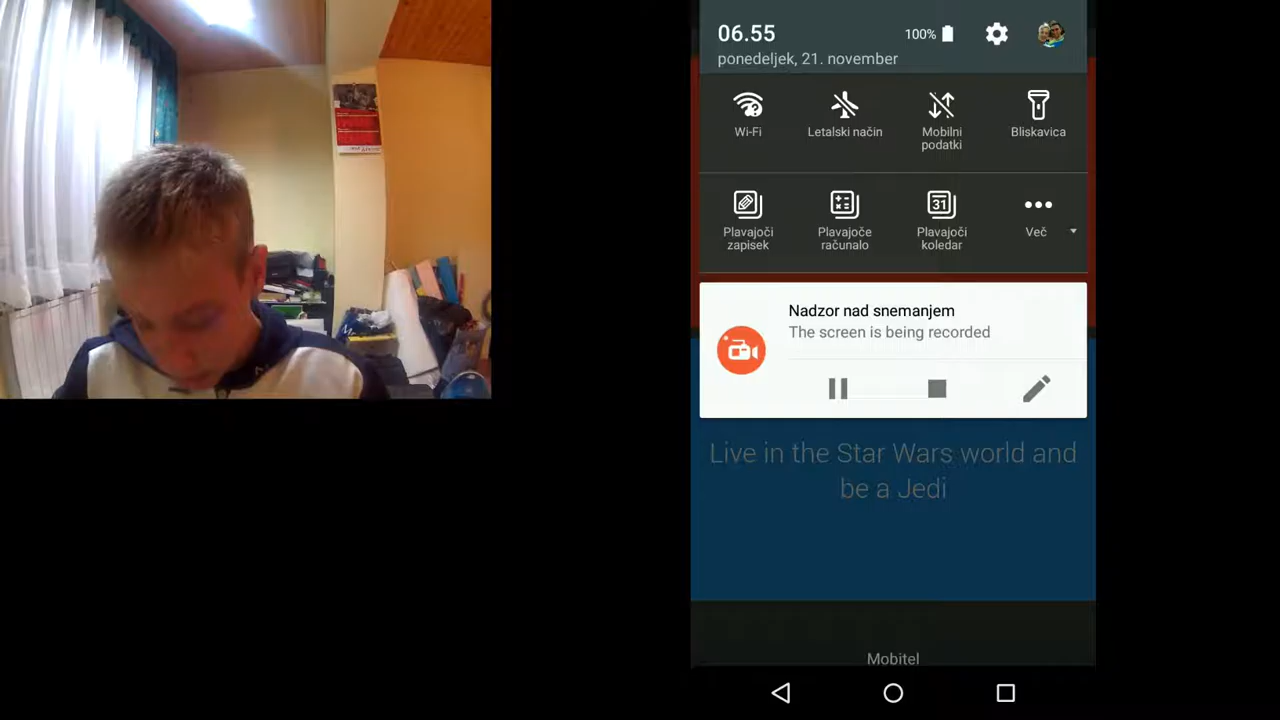 06.55
100%
ponedeljek, 21. november
Wi-Fi
Letalski način
Mobilni
podatki
Bliskavica
Plavajoči
zapisek
Plavajoče
računalo
31
Plavajoči
koledar
Več
Nadzor nad snemanjem
The screen is being recorded
Live in the Star Wars world and
be a Jedi
Mobitel